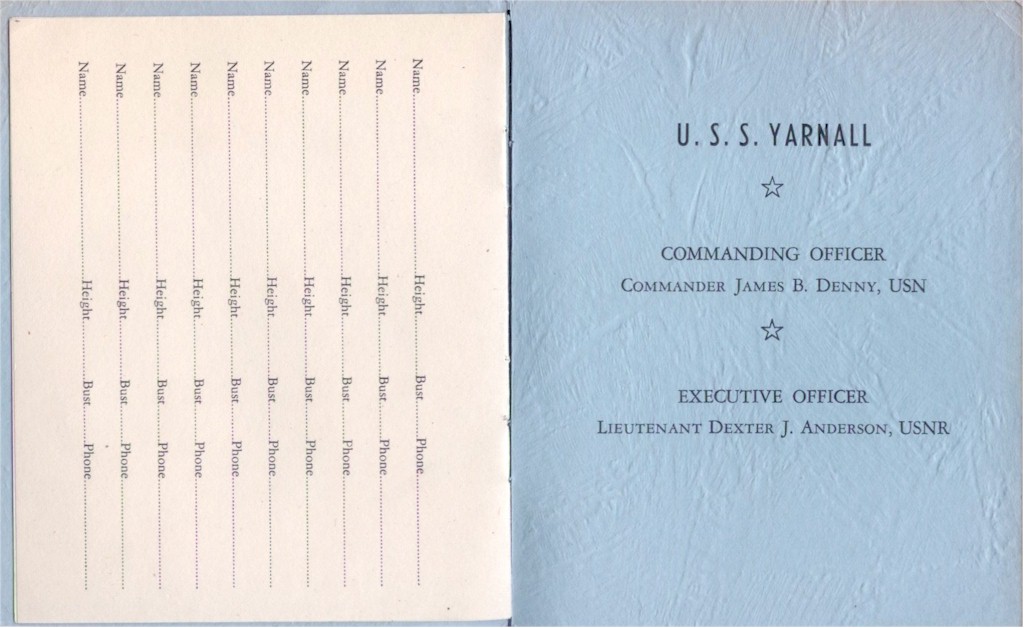 Name Height Bust Phone
Name Height Bust Phone
Name Height Bust Phone
Name Height Bust Phone
Name Height Bust Phone
Name Height Bust Phone
Name Height Bust Phone
Name Height Bust Phone
Name Height Bust Phone
Name Height Bust Phone
U. S. S. YARNALL
COMMANDING OFFICER
COMMANDER JAMES B. DENNY, USN
EXECUTIVE OFFICER
LIEUTENANT DEXTER J. ANDERSON, USNR